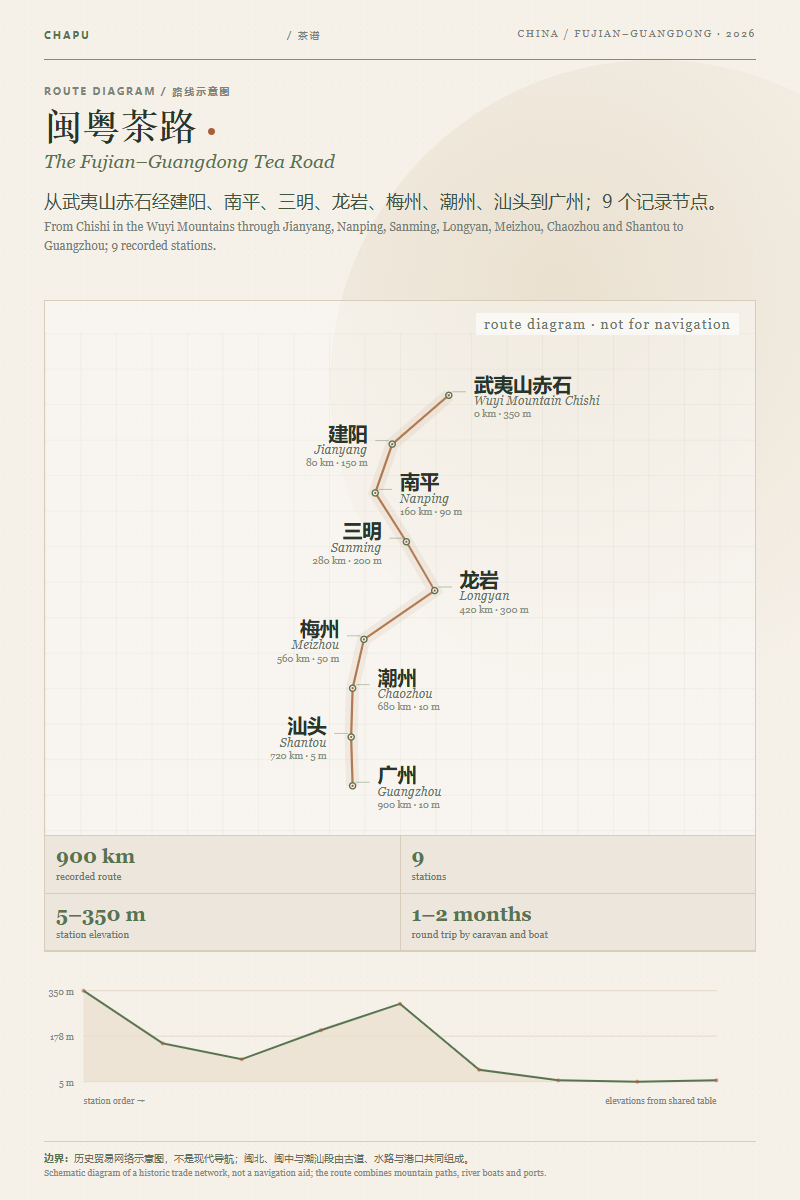 CHAPU / 茶谱 CHINA / FUJIAN–GUANGDONG · 2026
ROUTE DIAGRAM / 路线示意图
闽粤茶路
The Fujian–Guangdong Tea Road
从武夷山赤石经建阳、南平、三明、龙岩、梅州、潮州、汕头到广州；9 个记录节点。
From Chishi in the Wuyi Mountains through Jianyang, Nanping, Sanming, Longyan, Meizhou, Chaozhou and Shantou to
Guangzhou; 9 recorded stations.
route diagram · not for navigation
武夷山赤石
Wuyi Mountain Chishi
0 km · 350 m
建阳
Jianyang
80 km · 150 m
南平
Nanping
160 km · 90 m
三明
Sanming
280 km · 200 m
龙岩
Longyan
420 km · 300 m
梅州
Meizhou
560 km · 50 m
潮州
Chaozhou
680 km · 10 m
汕头
Shantou
720 km · 5 m
广州
Guangzhou
900 km · 10 m
900 km
recorded route
9
stations
5–350 m
station elevation
1–2 months
round trip by caravan and boat
350 m
178 m
5 m
station order →
elevations from shared table
边界：历史贸易网络示意图，不是现代导航；闽北、闽中与潮汕段由古道、水路与港口共同组成。
Schematic diagram of a historic trade network, not a navigation aid; the route combines mountain paths, river boats and ports.